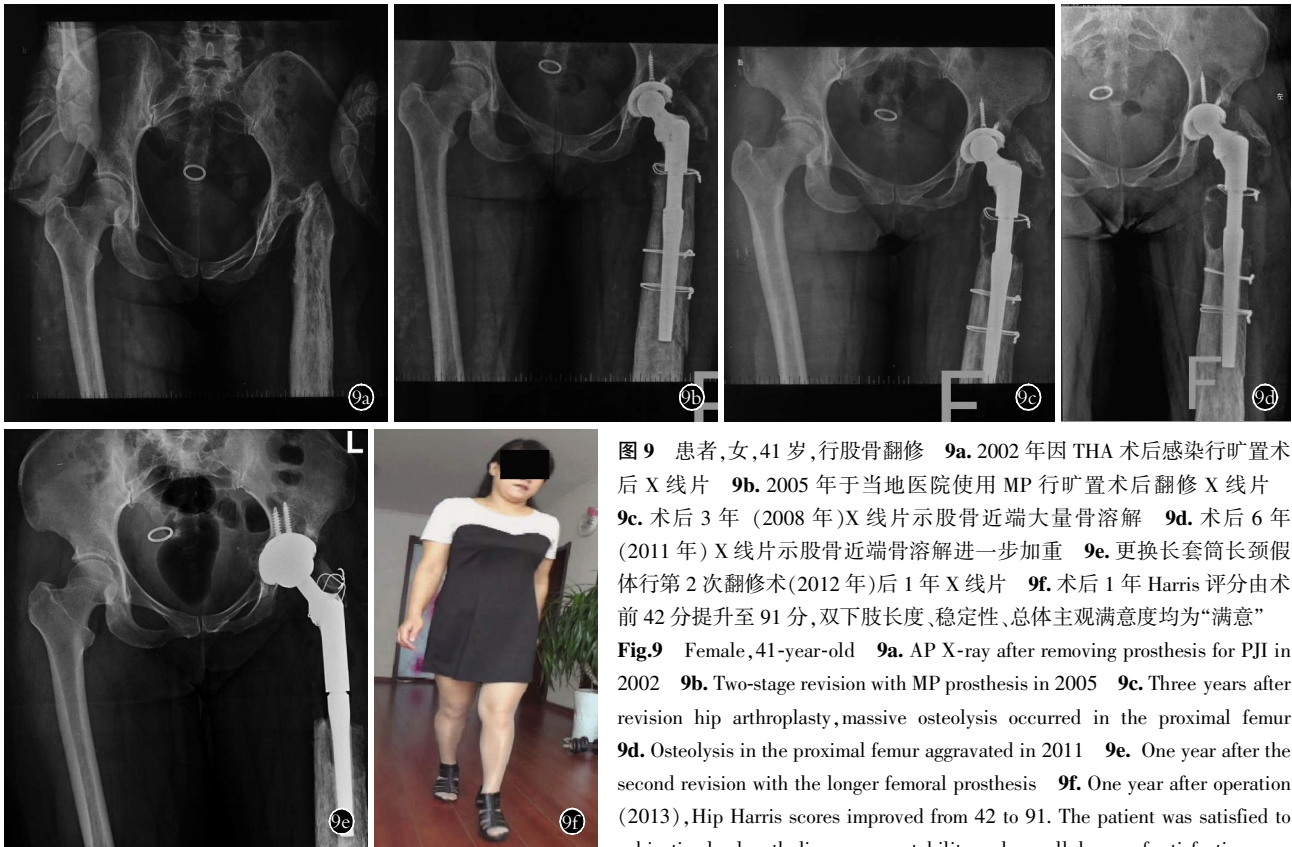 9a
9b
9c
左
9d
L
9e
9f
F
F
F
图 9 患者,女,41 岁,行股骨翻修 9a. 2002 年因 THA 术后感染行旷置术
后 X 线片 9b. 2005 年于当地医院使用 MP 行旷置术后翻修 X 线片
9c. 术后 3 年 (2008 年)X 线片示股骨近端大量骨溶解 9d. 术后 6 年
(2011 年) X 线片示股骨近端骨溶解进一步加重 9e. 更换长套筒长颈假
体行第 2 次翻修术(2012 年)后 1 年 X 线片 9f. 术后 1 年 Harris 评分由术
前 42 分提升至 91 分,双下肢长度、稳定性、总体主观满意度均为“满意”
Fig.9 Female,41-year-old 9a. AP X-ray after removing prosthesis for PJI in
2002 9b. Two-stage revision with MP prosthesis in 2005 9c. Three years after
revision hip arthroplasty,massive osteolysis occurred in the proximal femur
9d. Osteolysis in the proximal femur aggravated in 2011 9e. One year after the
second revision with the longer femoral prosthesis 9f. One year after operation
(2013),Hip Harris scores improved from 42 to 91. The patient was satisfied to